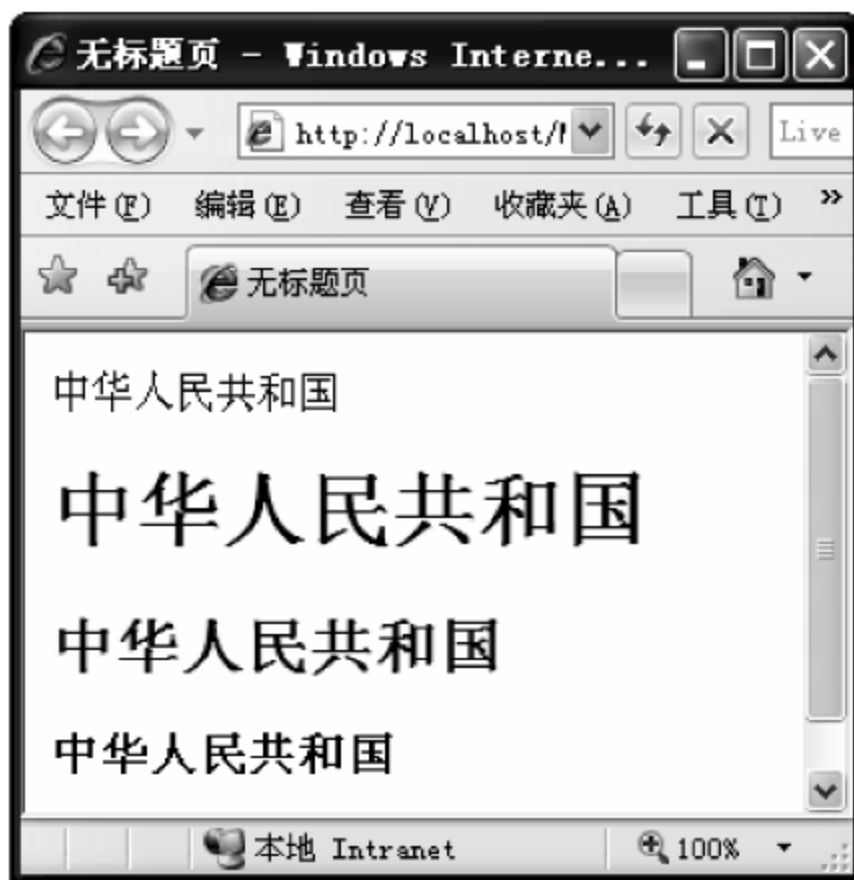 无标题页 - Windows Interne...
http://localhost/ Live
文件(F) 编辑(E) 查看(V) 收藏夹(A) 工具(T) »
无标题页
中华人民共和国
中华人民共和国
中华人民共和国
中华人民共和国
本地 Intranet 100%